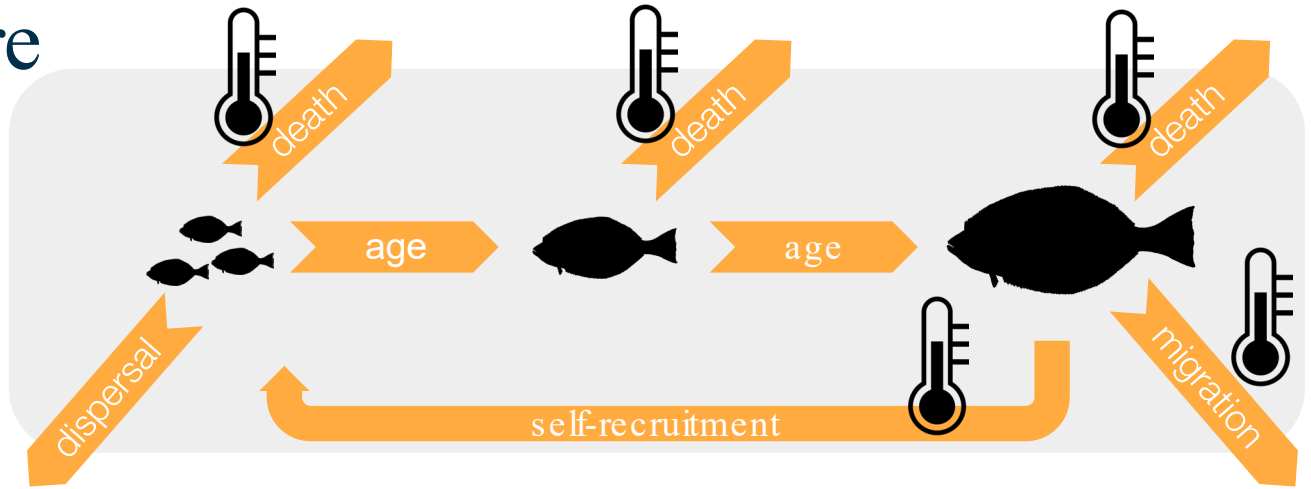 re
death
death
death
age
age
dispersal
migration
self-recruitment